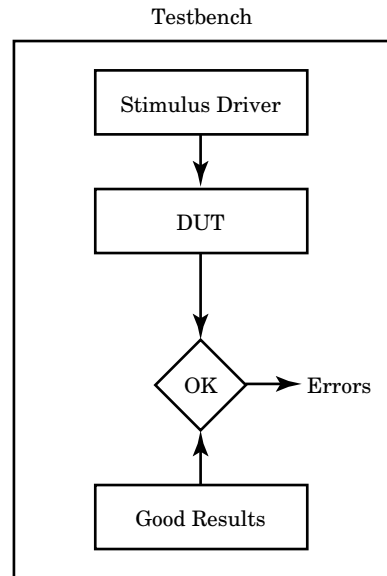 Testbench
Stimulus Driver
DUT
OK
Errors
Good Results